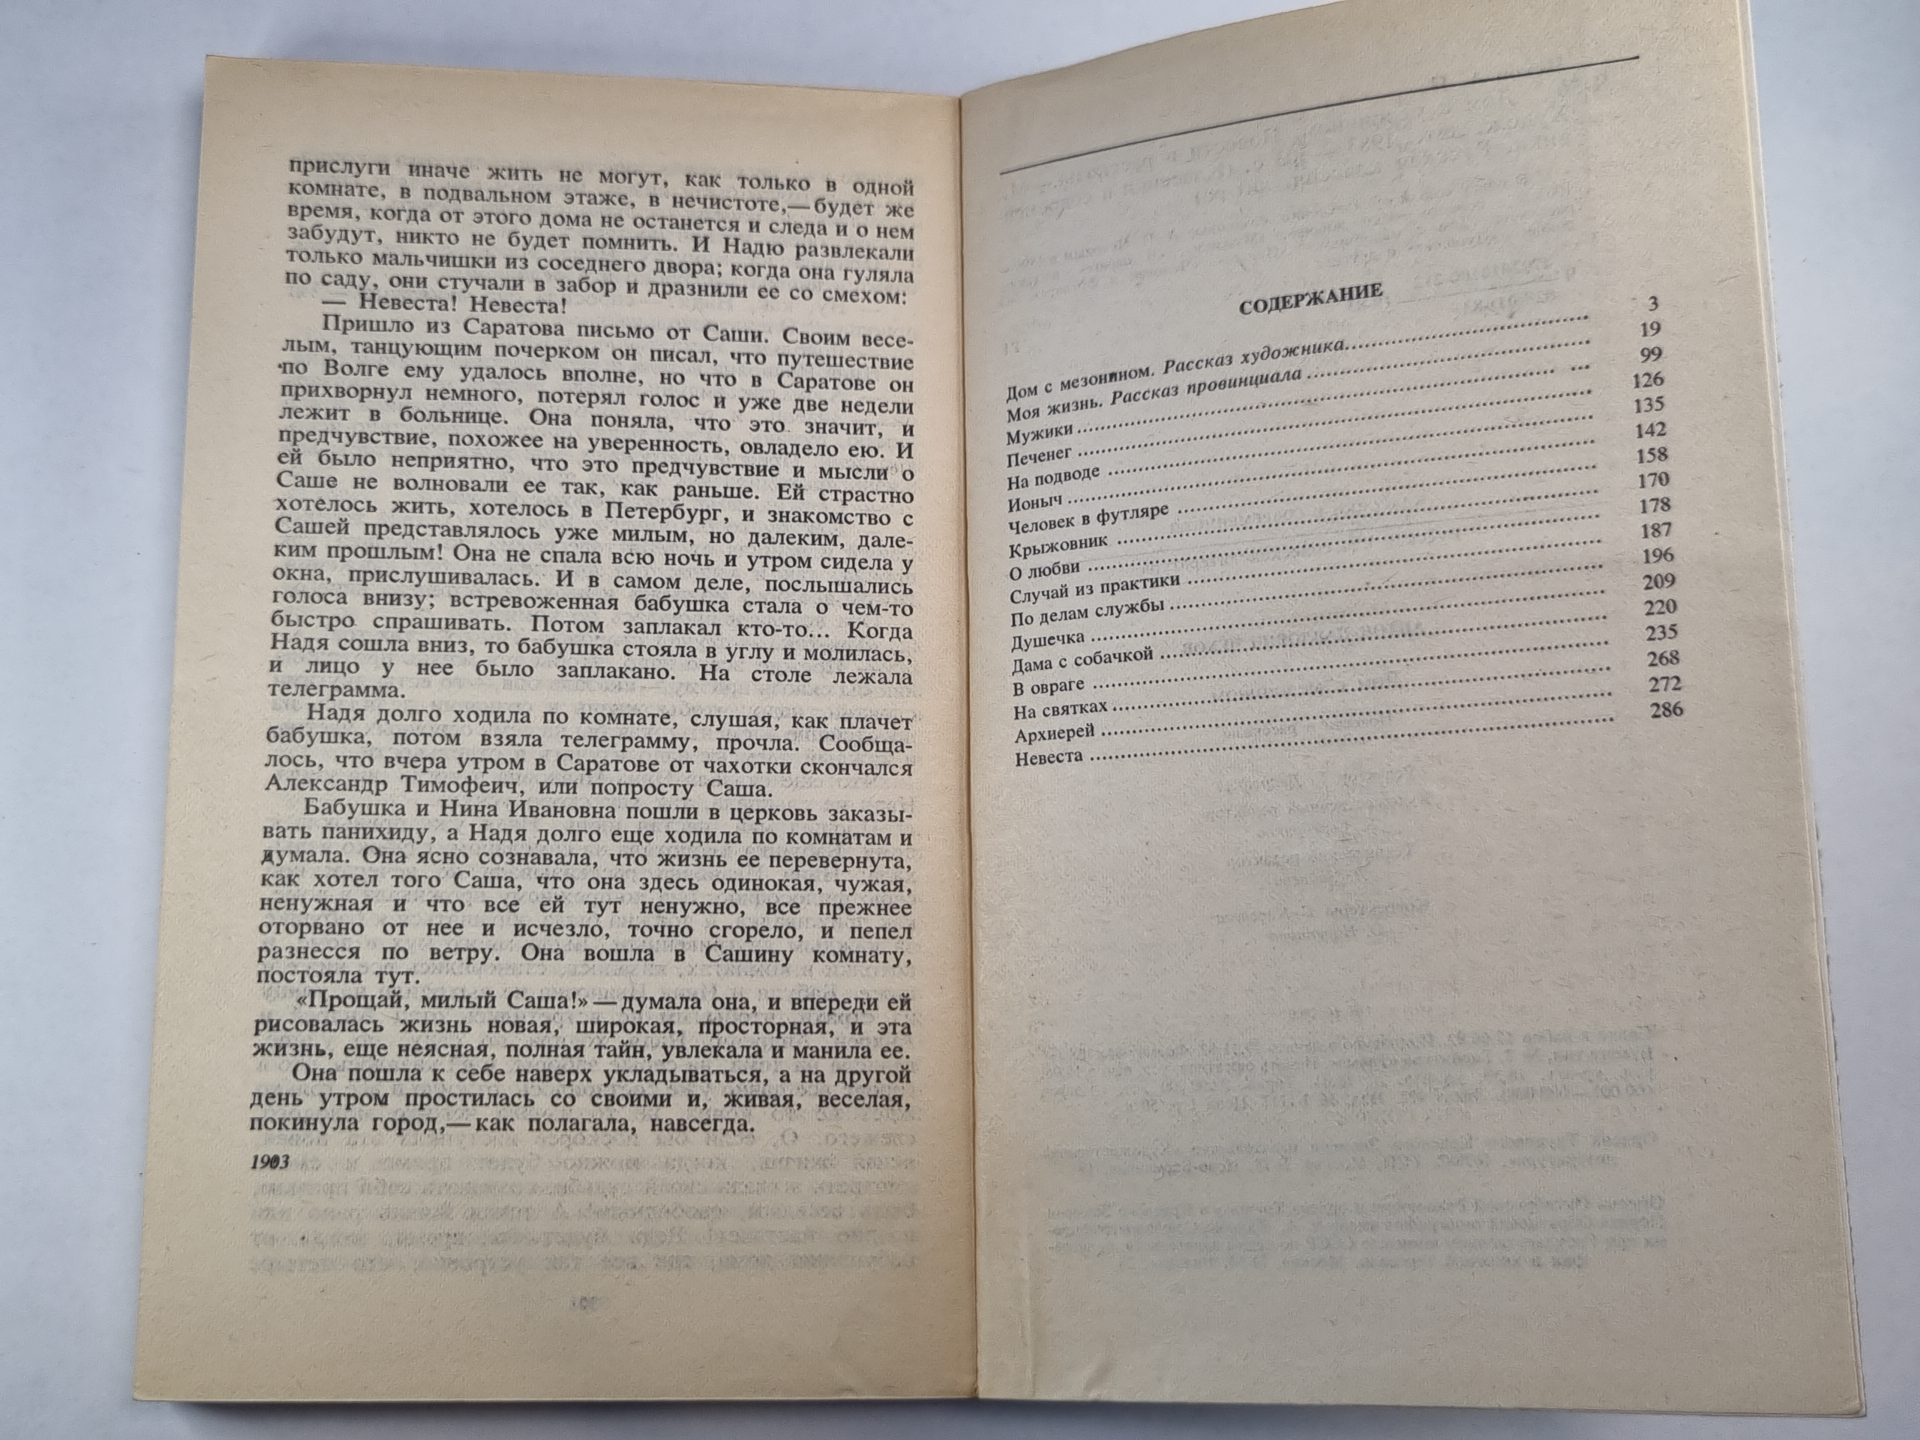 прислуги иначе жить не могут, как только в одной
комнате, в подвальном этаже, в нечистоте,— будет же
время, когда от этого дома не останется и следа и о нем
забудут, никто не будет помнить. И Надю развлекали
только мальчишки из соседнего двора; когда она гуляла
по саду, они стучали в забор и дразнили ее со смехом:
— Невеста! Невеста!
Пришло из Саратова письмо от Саши. Своим весе-
лым, танцующим почерком он писал, что путешествие
по Волге ему удалось вполне, но что в Саратове он
прихворнул немного, потерял голос и уже две недели
лежит в больнице. Она поняла, что это значит, и
предчувствие, похожее на уверенность, овладело ею. И
ей было неприятно, что это предчувствие и мысли о
Саше не волновали ее так, как раньше. Ей страстно
хотелось жить, хотелось в Петербург, и знакомство с
Сашей представлялось уже милым, но далеким, дале-
ким прошлым! Она не спала всю ночь и утром сидела у
окна, прислушивалась. И в самом деле, послышались
голоса внизу; встревоженная бабушка стала о чем-то
быстро спрашивать. Потом заплакал кто-то... Когда
Надя сошла вниз, то бабушка стояла в углу и молилась,
и лицо у нее было заплакано. На столе лежала
телеграмма.
Надя долго ходила по комнате, слушая, как плачет
бабушка, потом взяла телеграмму, прочла. Сообща-
лось, что вчера утром в Саратове от чахотки скончался
Александр Тимофеич, или попросту Саша.
Бабушка и Нина Ивановна пошли в церковь заказы-
вать панихиду, а Надя долго еще ходила по комнатам и
думала. Она ясно сознавала, что жизнь ее перевернута,
как хотел того Саша, что она здесь одинокая, чужая,
ненужная и что все ей тут ненужно, все прежнее
оторвано от нее и исчезло, точно сгорело, и пепел
разнесся по ветру. Она вошла в Сашину комнату,
постояла тут.
«Прощай, милый Саша!» — думала она, и впереди ей
рисовалась жизнь новая, широкая, просторная, и эта
жизнь, еще неясная, полная тайн, увлекала и манила ее.
Она пошла к себе наверх укладываться, а на другой
день утром простилась со своими и, живая, веселая,
покинула город,— как полагала, навсегда.
1903
СОДЕРЖАНИЕ
Дом с мезонином. Рассказ художника 3
Моя жизнь. Рассказ провинциала 19
Мужики 99
Печенег 126
На подводе 135
Ионыч 142
Человек в футляре 158
Крыжовник 170
О любви 178
Случай из практики 187
По делам службы 196
Душечка 209
Дама с собачкой 220
В овраге 235
На святках 268
Архиерей 272
Невеста 286